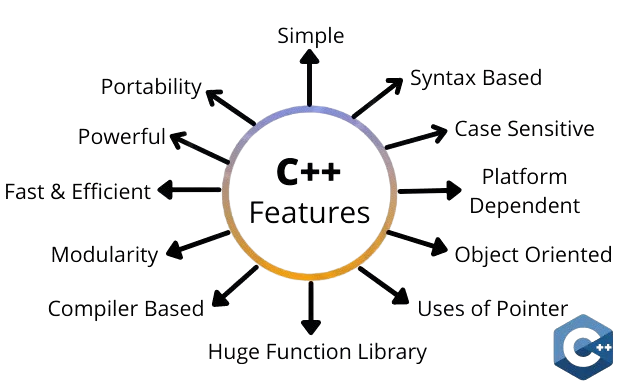 Simple
Portability
Syntax Based
Powerful
Case Sensitive
C++
Features
Fast & Efficient
Platform
Dependent
Modularity
Object Oriented
Compiler Based
Uses of Pointer
Huge Function Library
C++